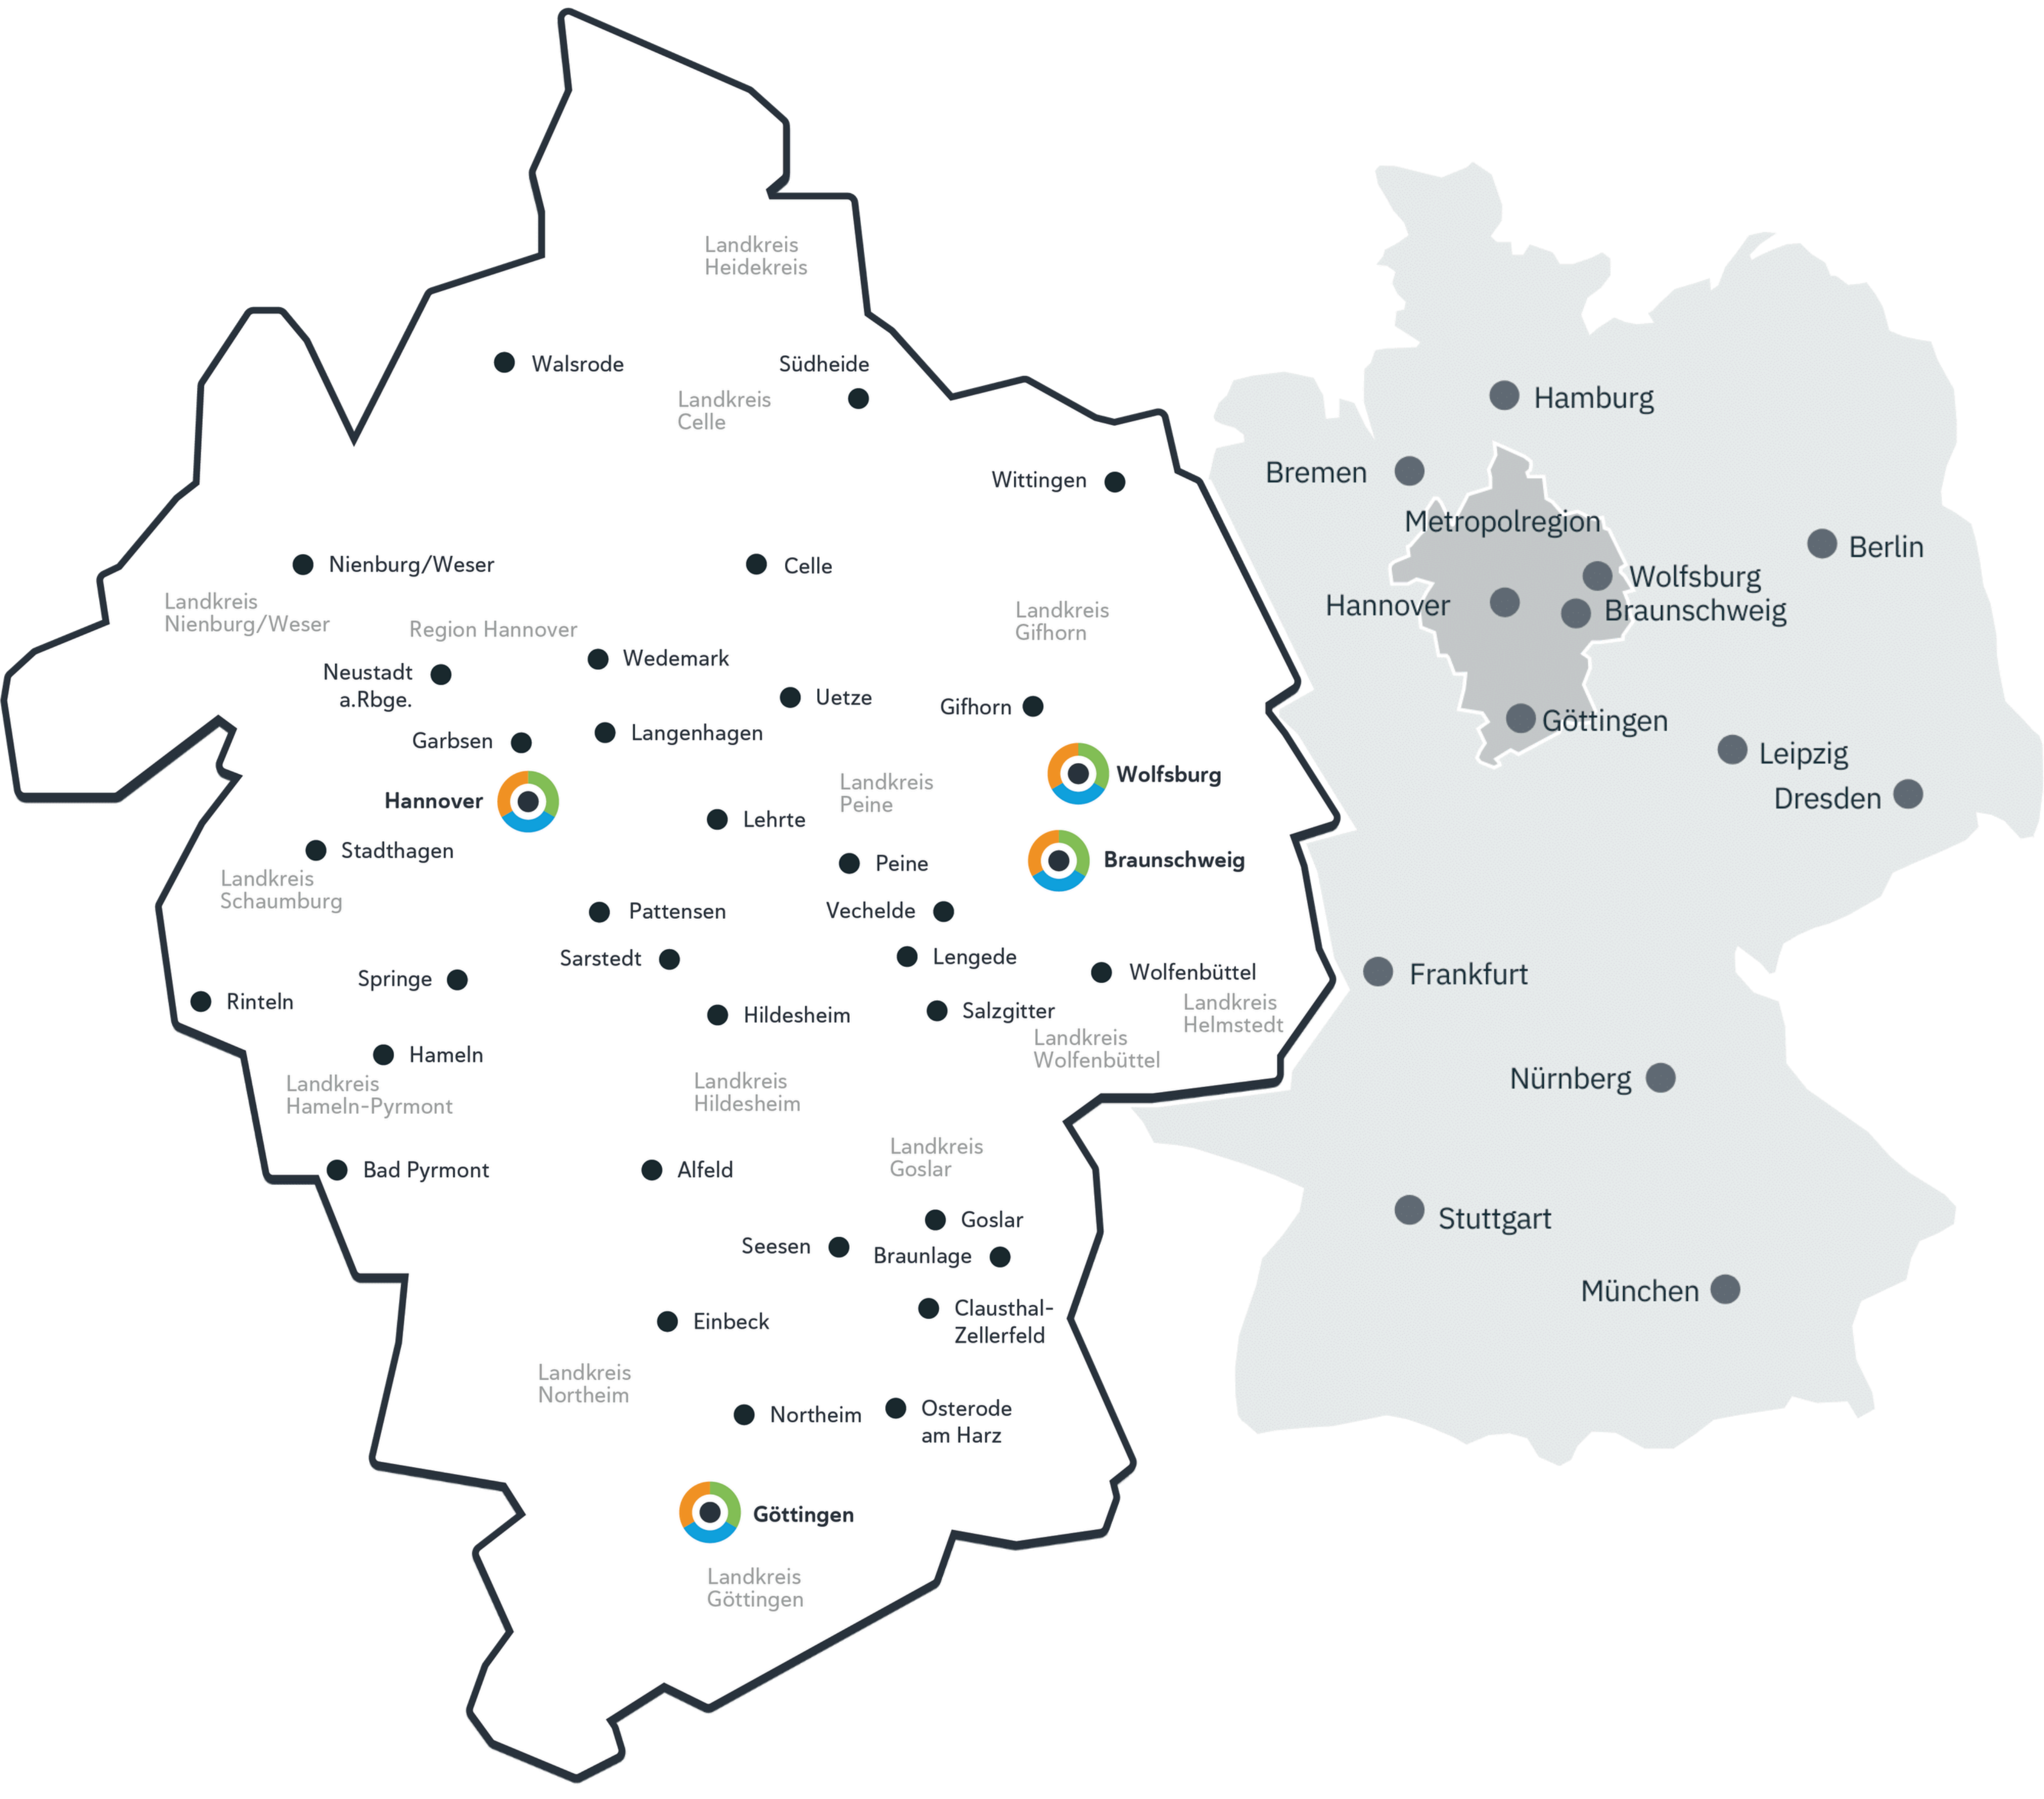 Landkreis
Heidekreis
Walsrode
Südheide
Landkreis
Celle
Wittingen
Nienburg/Weser
Celle
Landkreis
Nienburg/Weser
Region Hannover
Landkreis
Gifhorn
Neustadt
a.Rbge.
Wedemark
Uetze
Gifhorn
Garbsen
Langenhagen
Hannover
Landkreis
Peine
Wolfsburg
Lehrte
Stadthagen
Peine
Braunschweig
Landkreis
Schaumburg
Pattensen
Vechelde
Sarstedt
Lengede
Springe
Wolfenbüttel
Rinteln
Hildesheim
Salzgitter
Landkreis
Helmstedt
Hameln
Landkreis
Wolfenbüttel
Landkreis
Hameln-Pyrmont
Landkreis
Hildesheim
Landkreis
Goslar
Bad Pyrmont
Alfeld
Goslar
Seesen
Braunlage
Einbeck
Clausthal-
Zellerfeld
Landkreis
Northeim
Northeim
Osterode
am Harz
Göttingen
Landkreis
Göttingen
Hamburg
Bremen
Metropolregion
Berlin
Wolfsburg
Hannover
Braunschweig
Göttingen
Leipzig
Dresden
Frankfurt
Nürnberg
Stuttgart
München